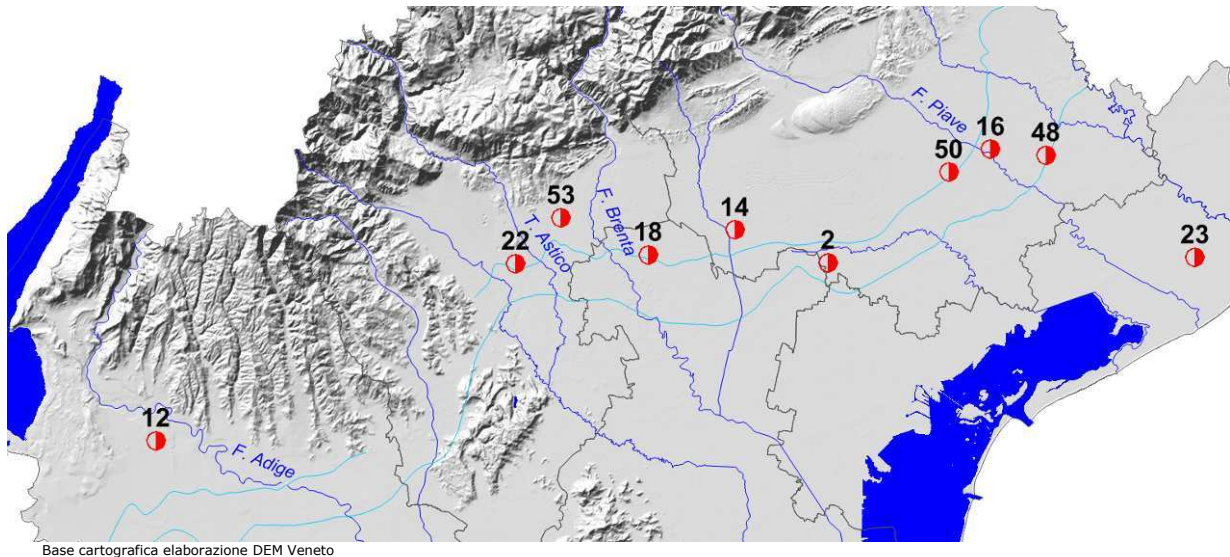 F. Piave
16
48
50
53
F. Brenta
14
T. Astico
18
2
22
23
12
F. Adige
Base cartografica elaborazione DEM Veneto